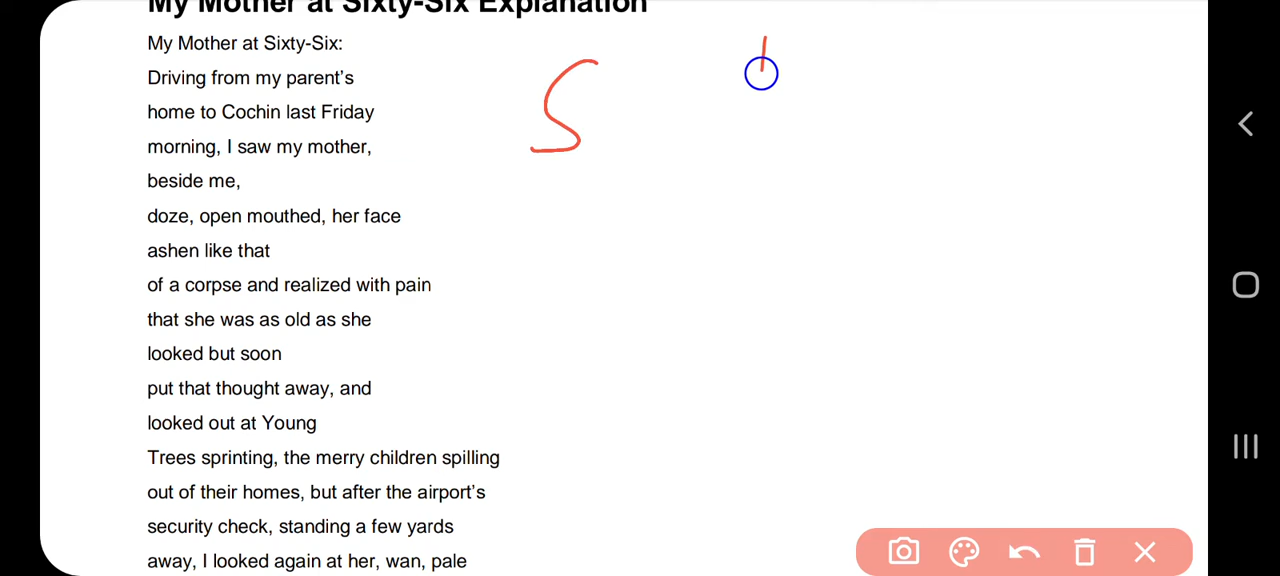 My Mother at Sixty-Six Explanation
My Mother at Sixty-Six:
Driving from my parent’s
home to Cochin last Friday
morning, I saw my mother,
beside me,
doze, open mouthed, her face
ashen like that
of a corpse and realized with pain
that she was as old as she
looked but soon
put that thought away, and
looked out at Young
Trees sprinting, the merry children spilling
out of their homes, but after the airport’s
security check, standing a few yards
away, I looked again at her, wan, pale
S